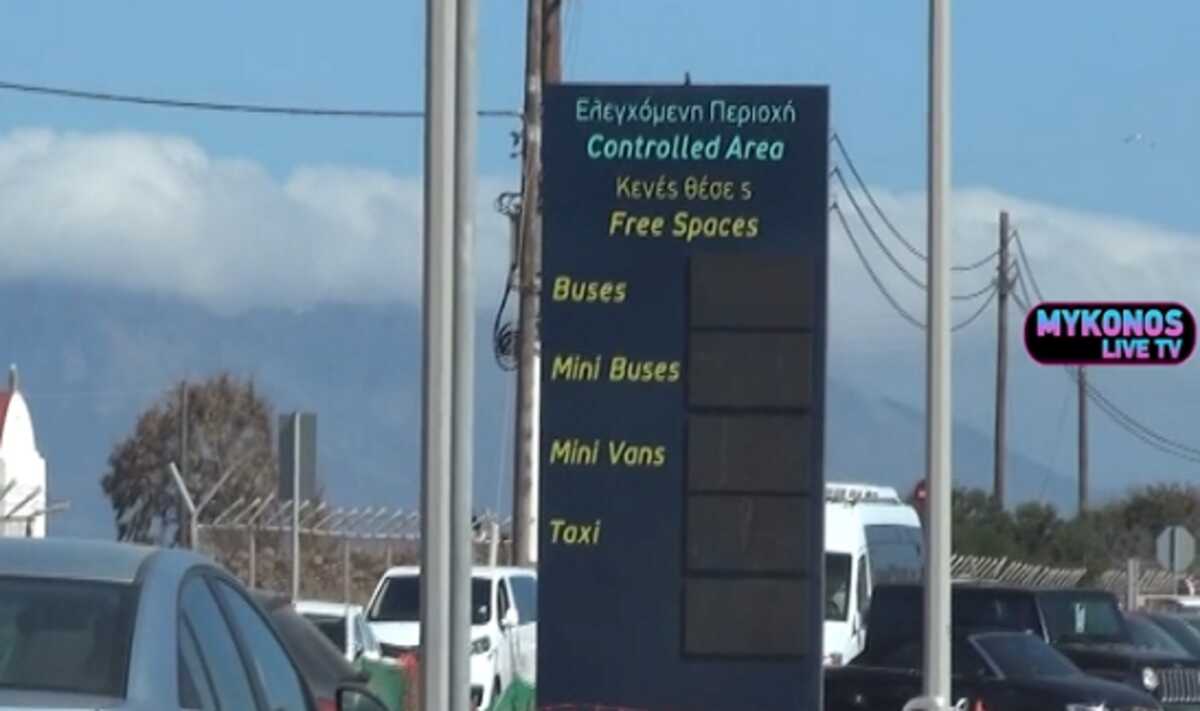 Ελεγχόμενη Περιοχή
Controlled Area
Κενές θέσε ς
Free Spaces
Buses
Mini Buses
Mini Vans
Taxi
MYKONOS
LIVE TV